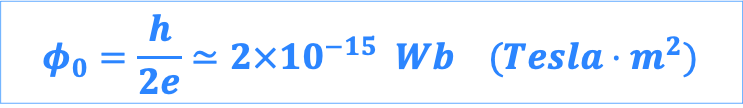 ϕ₀ = h/2e ≃ 2×10⁻¹⁵ Wb (Tesla · m²)